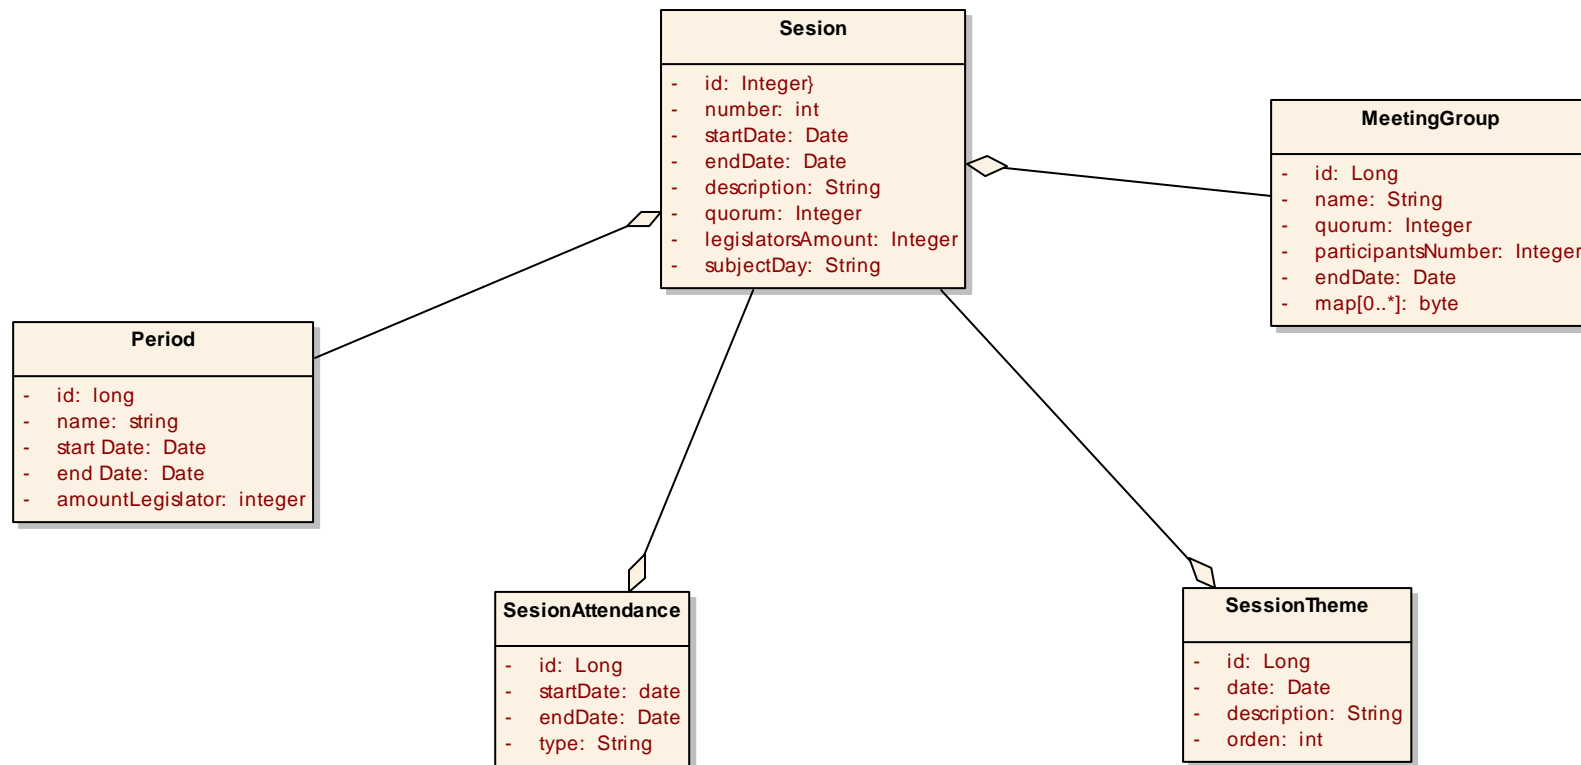 Sesion
- id: Integer}
- number: int
- startDate: Date
- endDate: Date
- description: String
- quorum: Integer
- legislatorsAmount: Integer
- subjectDay: String
MeetingGroup
- id: Long
- name: String
- quorum: Integer
- participantsNumber: Integer
- endDate: Date
- map[0..*]: byte
Period
- id: long
- name: string
- start Date: Date
- end Date: Date
- amountLegislator: integer
SesionAttendance
- id: Long
- startDate: date
- endDate: Date
- type: String
SessionTheme
- id: Long
- date: Date
- description: String
- orden: int